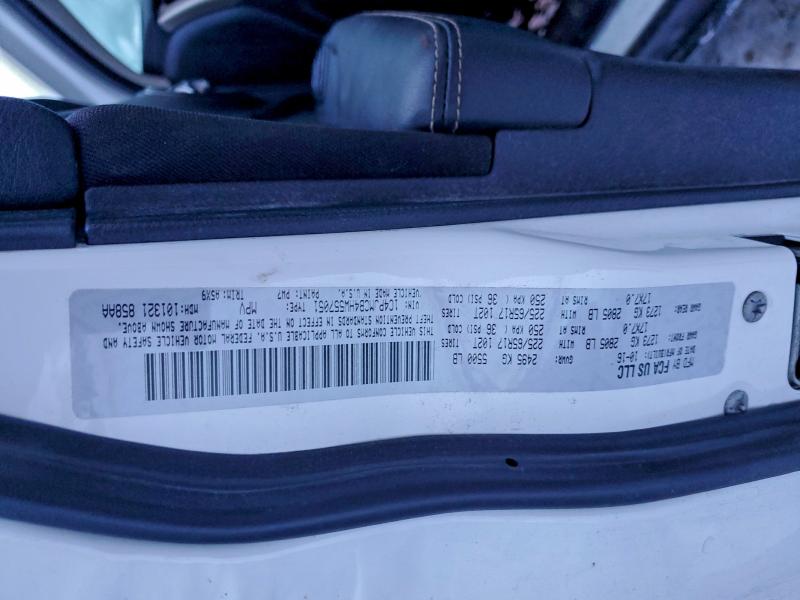 MFD BY FCA US LLC
DATE OF MFR(BUILT): 10-16 GVWR: 2495 KG 5500 LB
GAWR FRONT: 1273 KG 2805 LB WITH 225/65R17 102T TIRES
17X7.0 RIMS AT 250 KPA( 36 PSI) COLD
GAWR REAR: 1273 KG 2805 LB WITH 225/65R17 102T TIRES
17X7.0 RIMS AT 250 KPA( 36 PSI) COLD
THIS VEHICLE CONFORMS TO ALL APPLICABLE U.S.A. FEDERAL MOTOR VEHICLE SAFETY AND
THEFT PREVENTION STANDARDS IN EFFECT ON THE DATE OF MANUFACTURE SHOWN ABOVE.
VIN: 1C4PJMCB4HW557051 TYPE: MPV MDH:101321 858AA
VEHICLE MADE IN U.S.A. PAINT: PW7 TRIM: A5X9